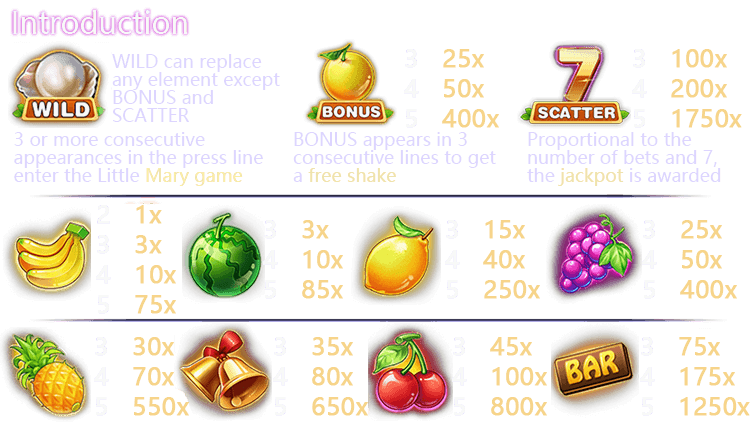 Introduction
WILD
WILD can replace
any element except
BONUS and
SCATTER
3 or more consecutive
appearances in the press line
enter the Little Mary game
BONUS
3 25x
4 50x
5 400x
BONUS appears in 3
consecutive lines to get
a free shake
SCATTER
3 100x
4 200x
5 1750x
Proportional to the
number of bets and 7,
the jackpot is awarded
2 1x
3 3x
4 10x
5 75x
3 3x
4 10x
5 85x
3 15x
4 40x
5 250x
3 25x
4 50x
5 400x
3 30x
4 70x
5 550x
3 35x
4 80x
5 650x
3 45x
4 100x
5 800x
BAR
3 75x
4 175x
5 1250x